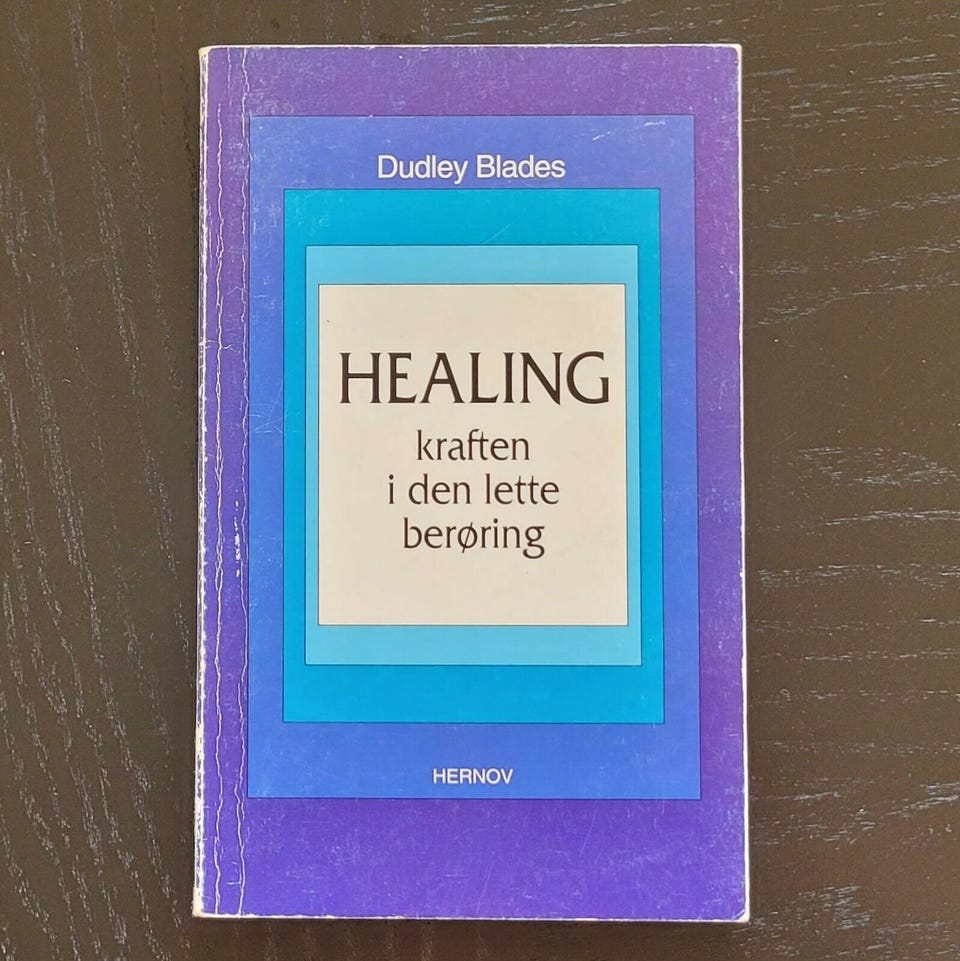 Dudley Blades
HEALING
kraften
i den lette
berøring
HERNOV